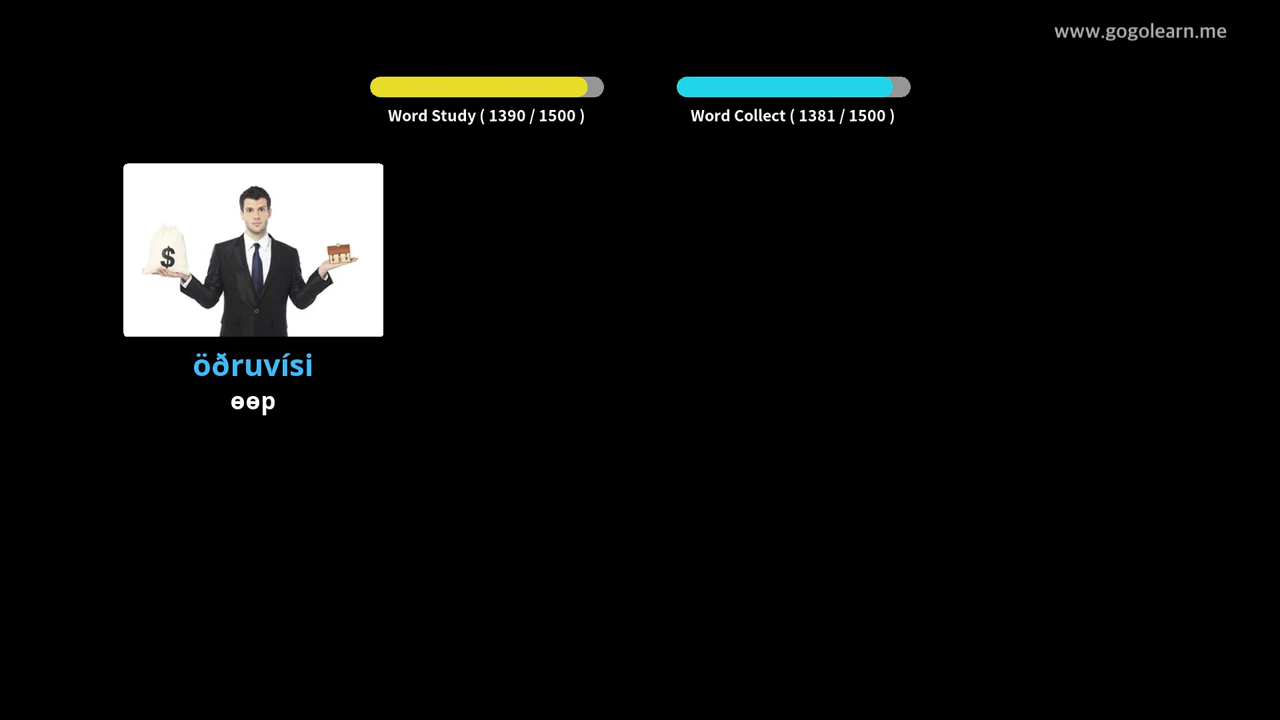 www.gogolearn.me
Word Study ( 1390 / 1500 )
Word Collect ( 1381 / 1500 )
$
öðruvísi
өөр